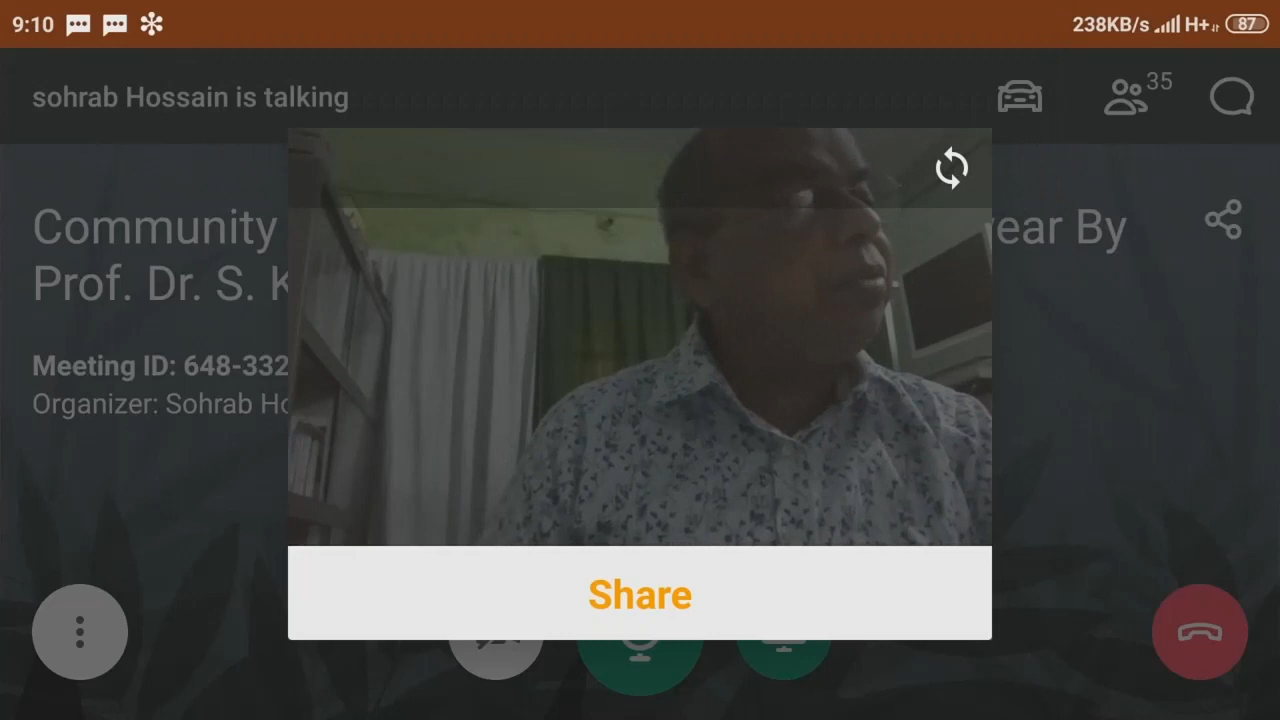 9:10 238KB/s H+ 87
sohrab Hossain is talking 35
Community ear By
Prof. Dr. S. K
Meeting ID: 648-332
Organizer: Sohrab Ho
Share